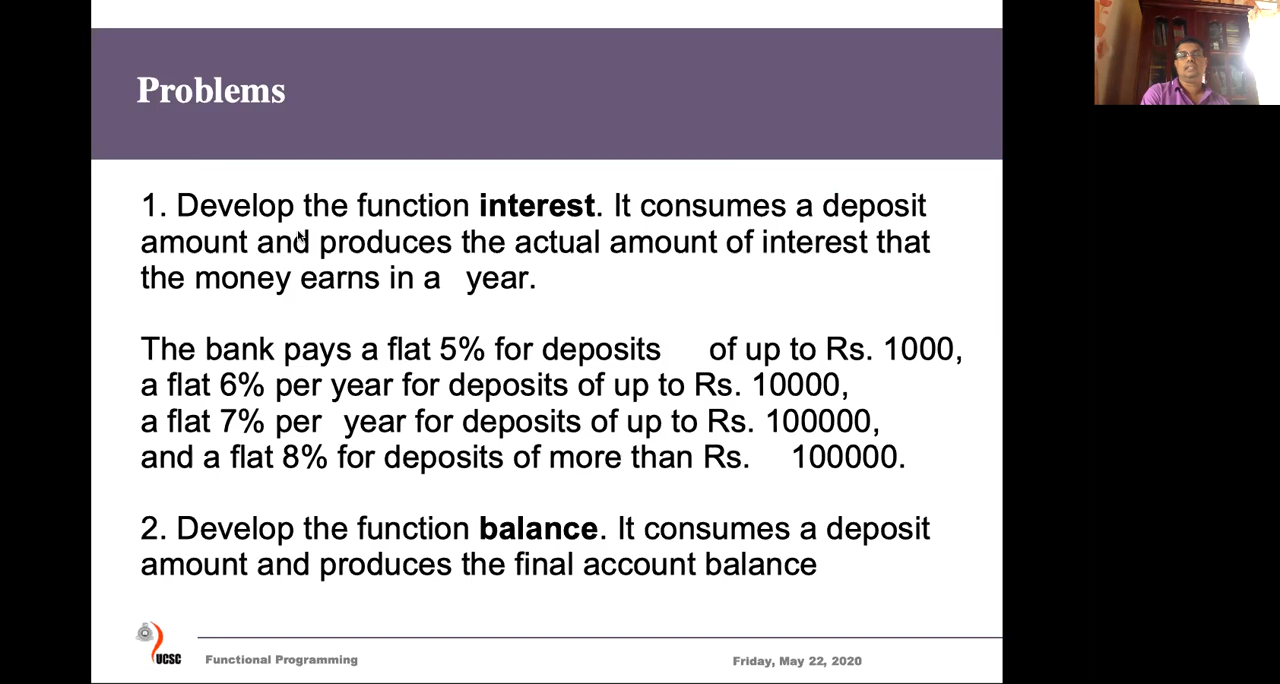 Problems
1. Develop the function interest. It consumes a deposit
amount and produces the actual amount of interest that
the money earns in a year.
The bank pays a flat 5% for deposits of up to Rs. 1000,
a flat 6% per year for deposits of up to Rs. 10000,
a flat 7% per year for deposits of up to Rs. 100000,
and a flat 8% for deposits of more than Rs. 100000.
2. Develop the function balance. It consumes a deposit
amount and produces the final account balance
UCSC
Functional Programming
Friday, May 22, 2020